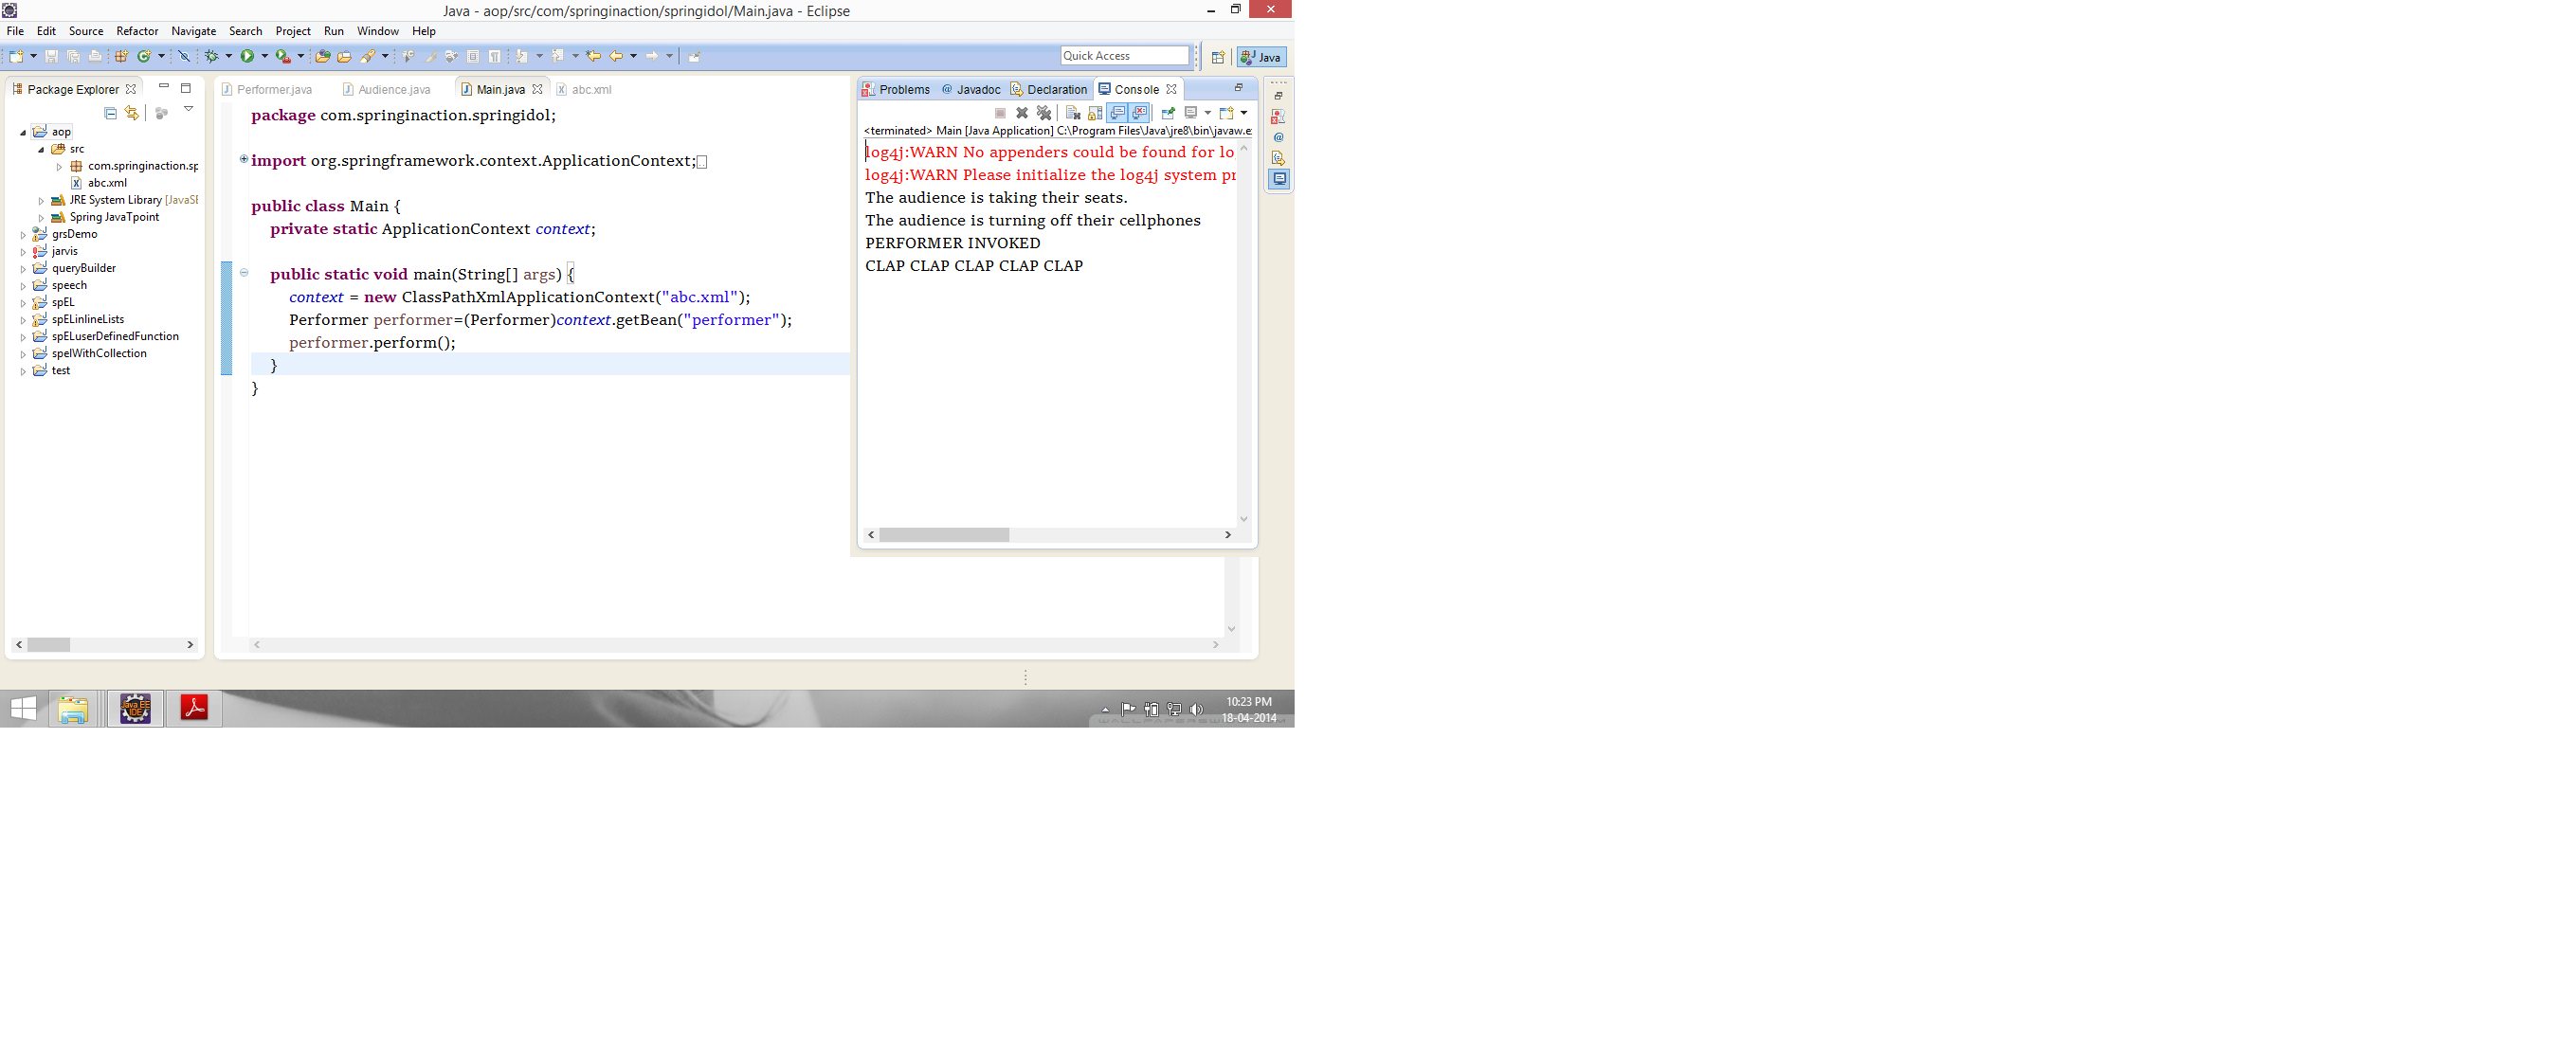 Java - aop/src/com/springinaction/springidol/Main.java - Eclipse
File Edit Source Refactor Navigate Search Project Run Window Help
Quick Access
Java
Package Explorer
aop
src
com.springinaction.sp
abc.xml
JRE System Library [JavaSE
Spring JavaTpoint
grsDemo
jarvis
queryBuilder
speech
spEL
spELinlineLists
spELuserDefinedFunction
spelWithCollection
test
Performer.java Audience.java Main.java abc.xml
package com.springinaction.springidol;
import org.springframework.context.ApplicationContext;
public class Main {
private static ApplicationContext context;
public static void main(String[] args) {
context = new ClassPathXmlApplicationContext("abc.xml");
Performer performer=(Performer)context.getBean("performer");
performer.perform();
}
}
Problems @ Javadoc Declaration Console
<terminated> Main [Java Application] C:\Program Files\Java\jre8\bin\javaw.e
log4j:WARN No appenders could be found for lo
log4j:WARN Please initialize the log4j system pr
The audience is taking their seats.
The audience is turning off their cellphones
PERFORMER INVOKED
CLAP CLAP CLAP CLAP CLAP
Java EE
IDE
10:23 PM
18-04-2014